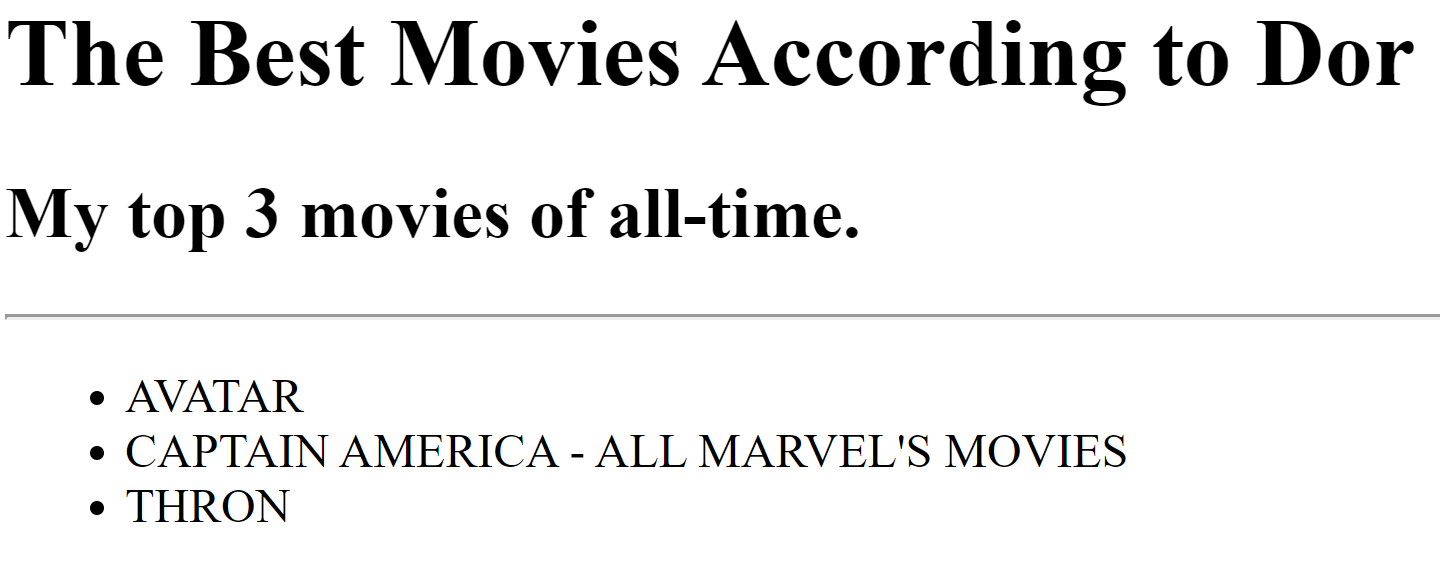 The Best Movies According to Dor
My top 3 movies of all-time.
AVATAR
CAPTAIN AMERICA - ALL MARVEL'S MOVIES
THRON